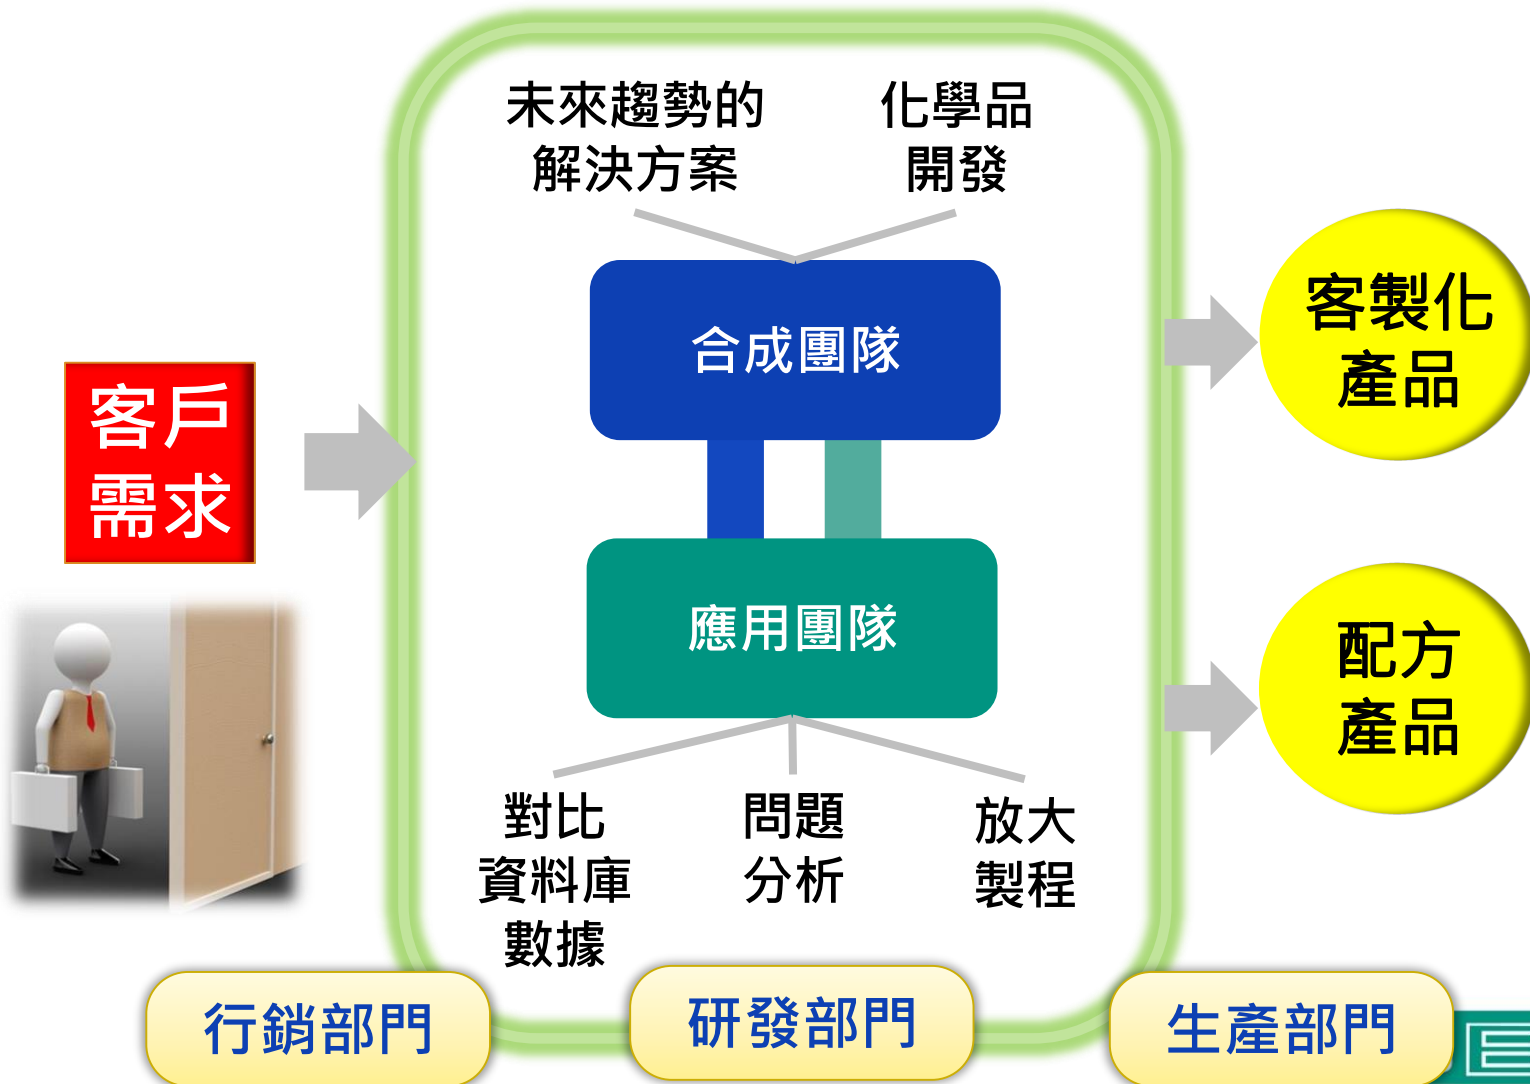 未來趨勢的
解決方案
化學品
開發
合成團隊
客戶
需求
客製化
產品
應用團隊
配方
產品
對比
資料庫
數據
問題
分析
放大
製程
行銷部門
研發部門
生產部門